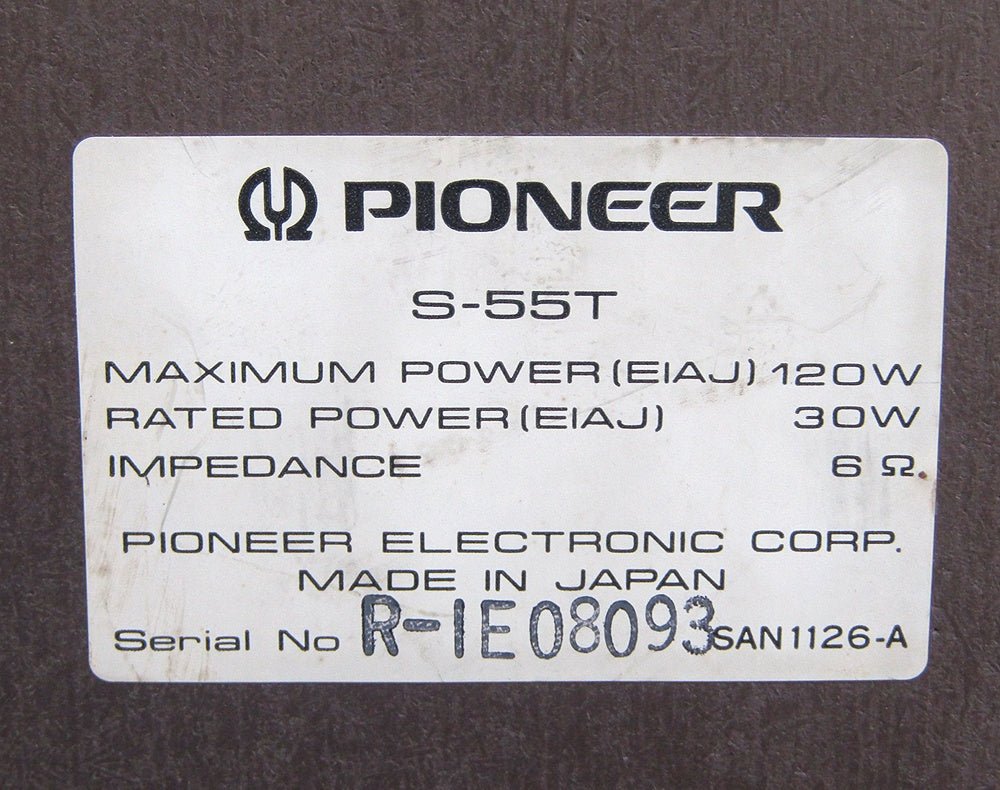 PIONEER
S-55T
MAXIMUM POWER (EIAJ) 120W
RATED POWER (EIAJ) 30W
IMPEDANCE 6 Ω
PIONEER ELECTRONIC CORP.
MADE IN JAPAN
Serial No R-IE08093 SAN1126-A